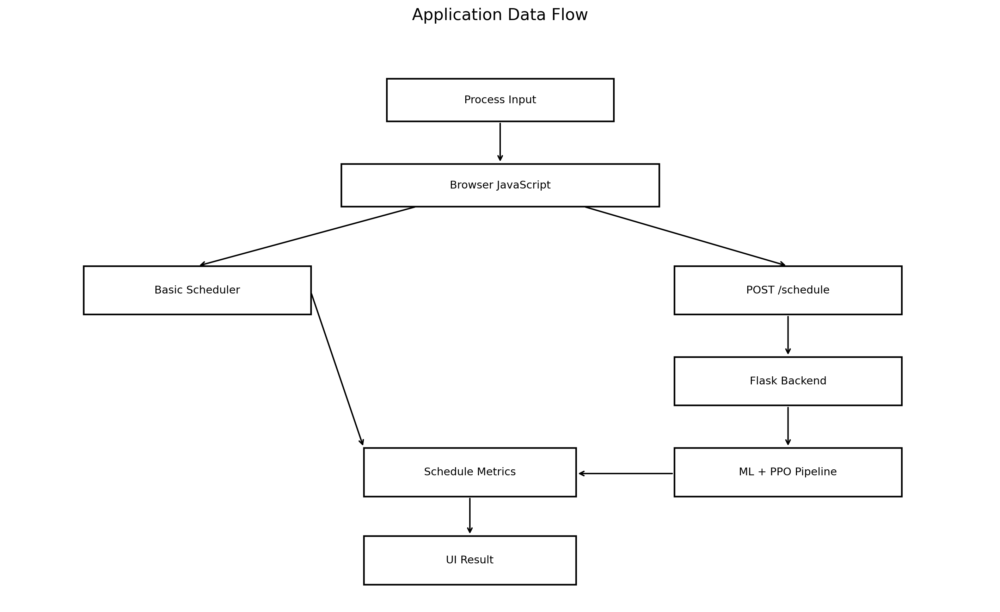 Application Data Flow
Process Input
Browser JavaScript
Basic Scheduler
POST /schedule
Flask Backend
Schedule Metrics
ML + PPO Pipeline
UI Result